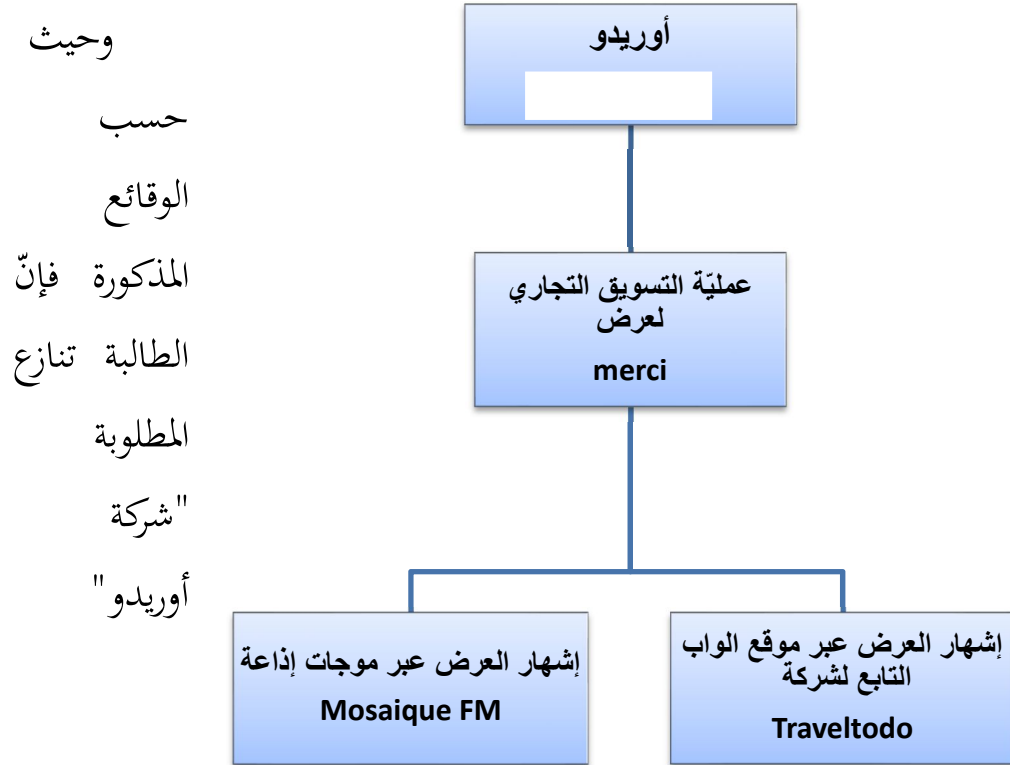 وحيث
حسب
الوقائع
المذكورة فإنّ
الطالبة تنازع
المطلوبة
"شركة
أوريدو"
أوريدو
عمليّة التسويق التجاري
لعرض
merci
إشهار العرض عبر موقع الواب
التابع لشركة
Traveltodo
إشهار العرض عبر موجات إذاعة
Mosaique FM